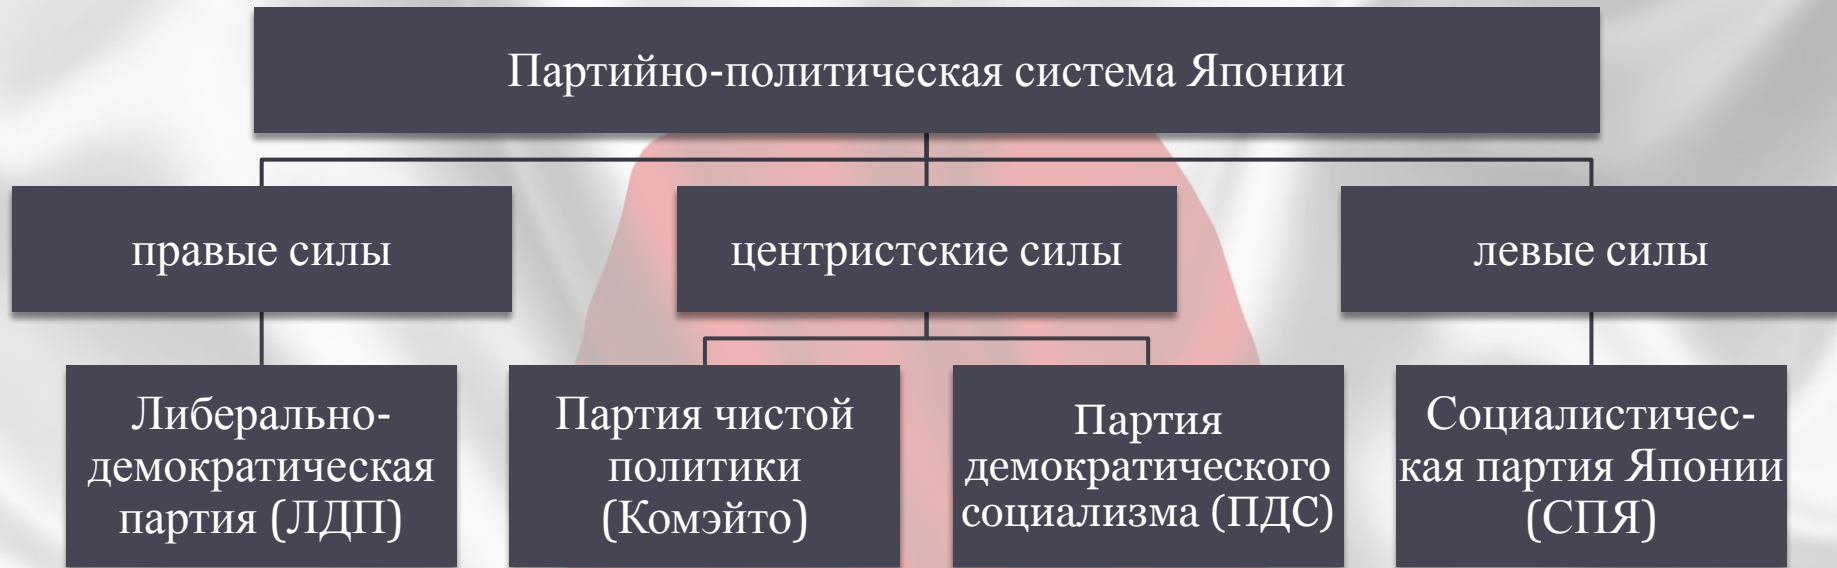 Партийно-политическая система Японии
правые силы
центристские силы
левые силы
Либерально-
демократическая
партия (ЛДП)
Партия чистой
политики
(Комэйто)
Партия
демократического
социализма (ПДС)
Социалистичес-
кая партия Японии
(СПЯ)